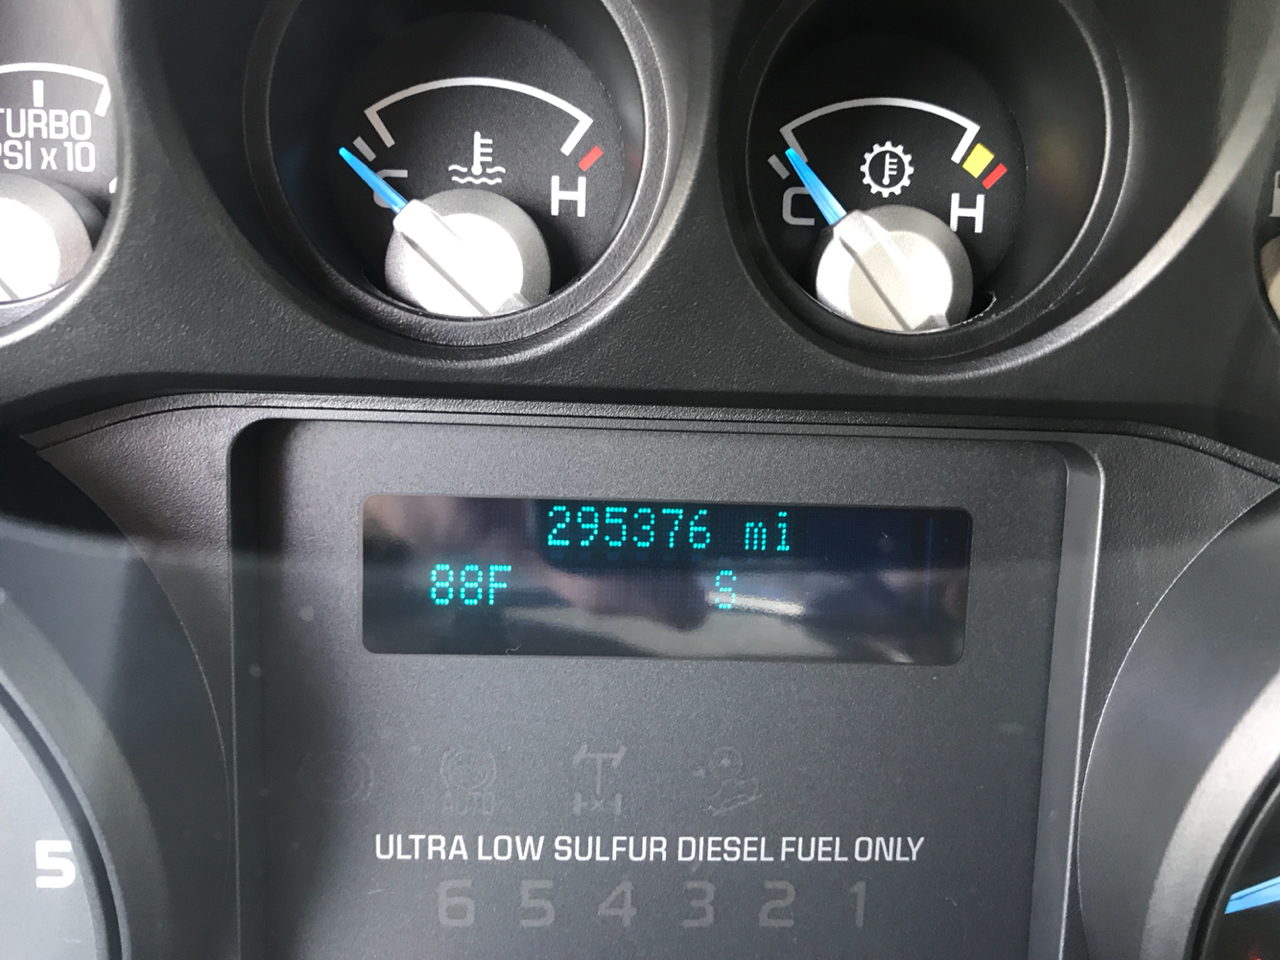 TURBO
PSI x 10
C H
C H
295376 mi
88F S
AUTO
ULTRA LOW SULFUR DIESEL FUEL ONLY
5
6 5 4 3 2 1